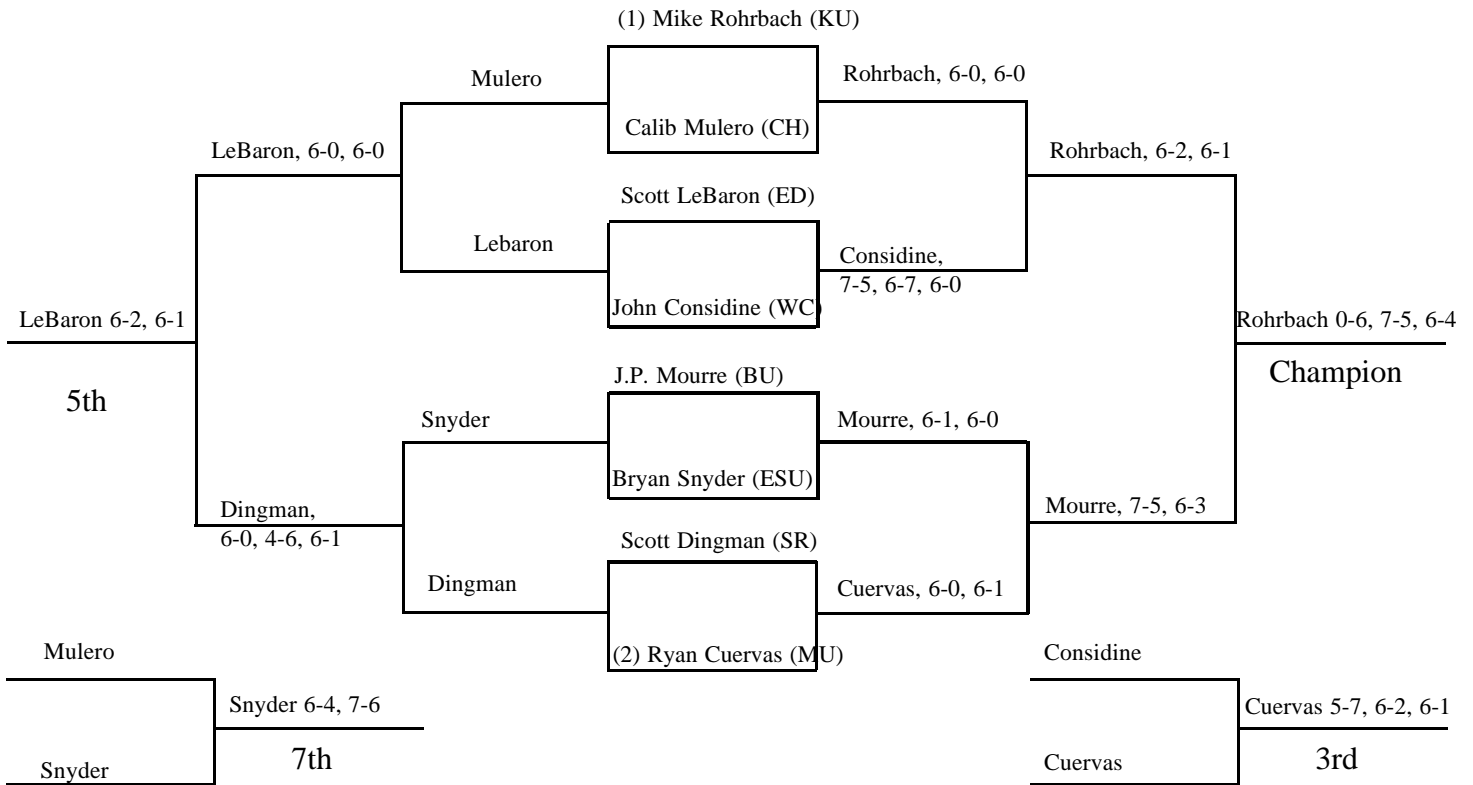 (1) Mike Rohrbach (KU)
Mulero
Rohrbach, 6-0, 6-0
Calib Mulero (CH)
LeBaron, 6-0, 6-0
Rohrbach, 6-2, 6-1
Scott LeBaron (ED)
Lebaron
Considine,
7-5, 6-7, 6-0
John Considine (WC)
LeBaron 6-2, 6-1
Rohrbach 0-6, 7-5, 6-4
Champion
5th
J.P. Mourre (BU)
Snyder
Mourre, 6-1, 6-0
Bryan Snyder (ESU)
Dingman,
6-0, 4-6, 6-1
Mourre, 7-5, 6-3
Scott Dingman (SR)
Dingman
Cuervas, 6-0, 6-1
(2) Ryan Cuervas (MU)
Mulero
Considine
Snyder 6-4, 7-6
Cuervas 5-7, 6-2, 6-1
7th
3rd
Snyder
Cuervas